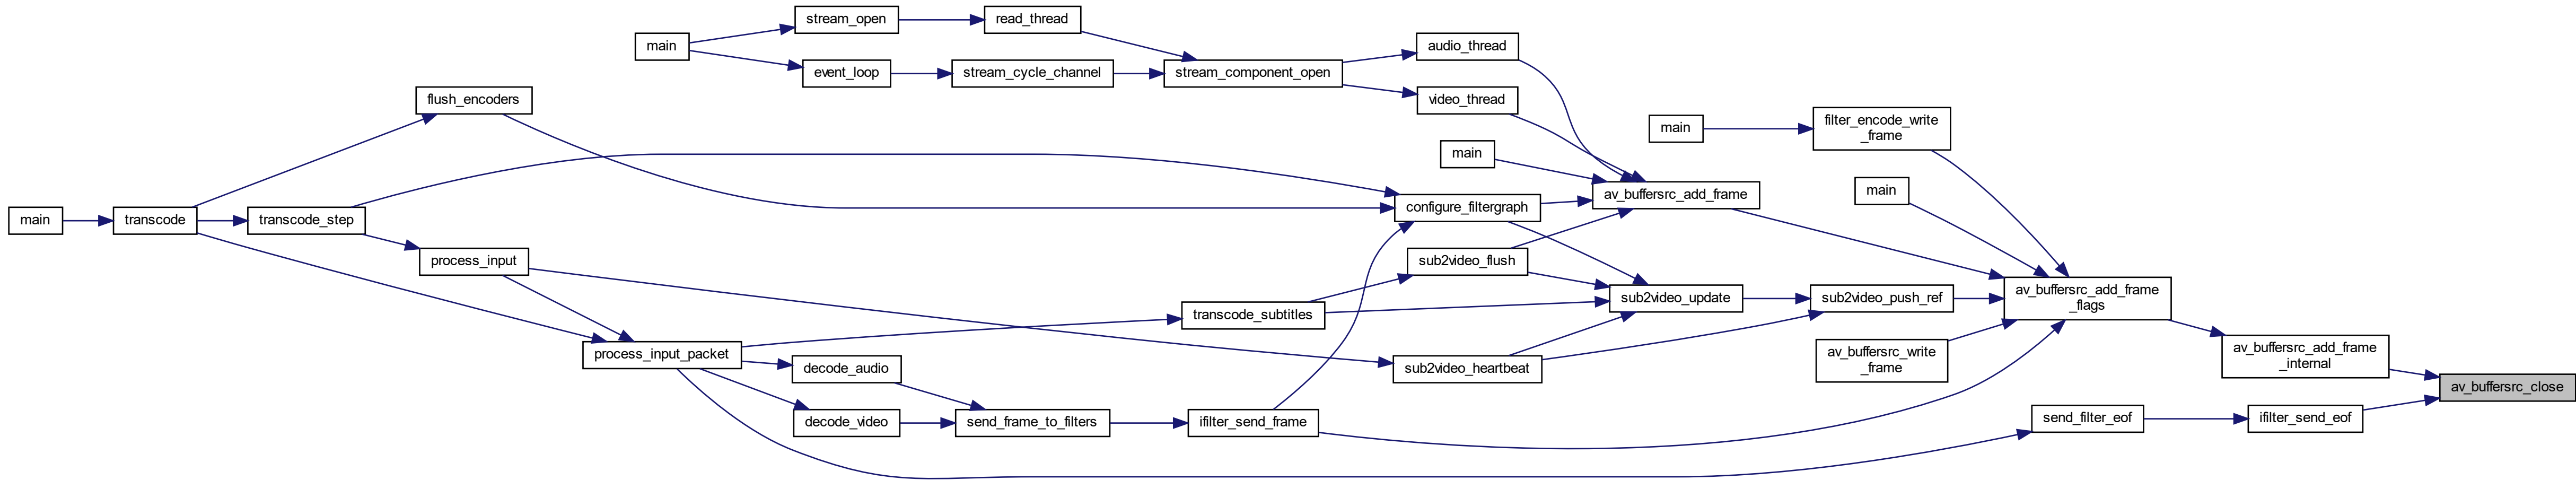 stream_open
read_thread
main
audio_thread
event_loop
stream_cycle_channel
stream_component_open
flush_encoders
video_thread
filter_encode_write
_frame
main
main
main
av_buffersrc_add_frame
configure_filtergraph
main
transcode
transcode_step
process_input
sub2video_flush
av_buffersrc_add_frame
_flags
sub2video_update
sub2video_push_ref
transcode_subtitles
process_input_packet
av_buffersrc_write
_frame
av_buffersrc_add_frame
_internal
decode_audio
sub2video_heartbeat
av_buffersrc_close
decode_video
send_frame_to_filters
ifilter_send_frame
send_filter_eof
ifilter_send_eof